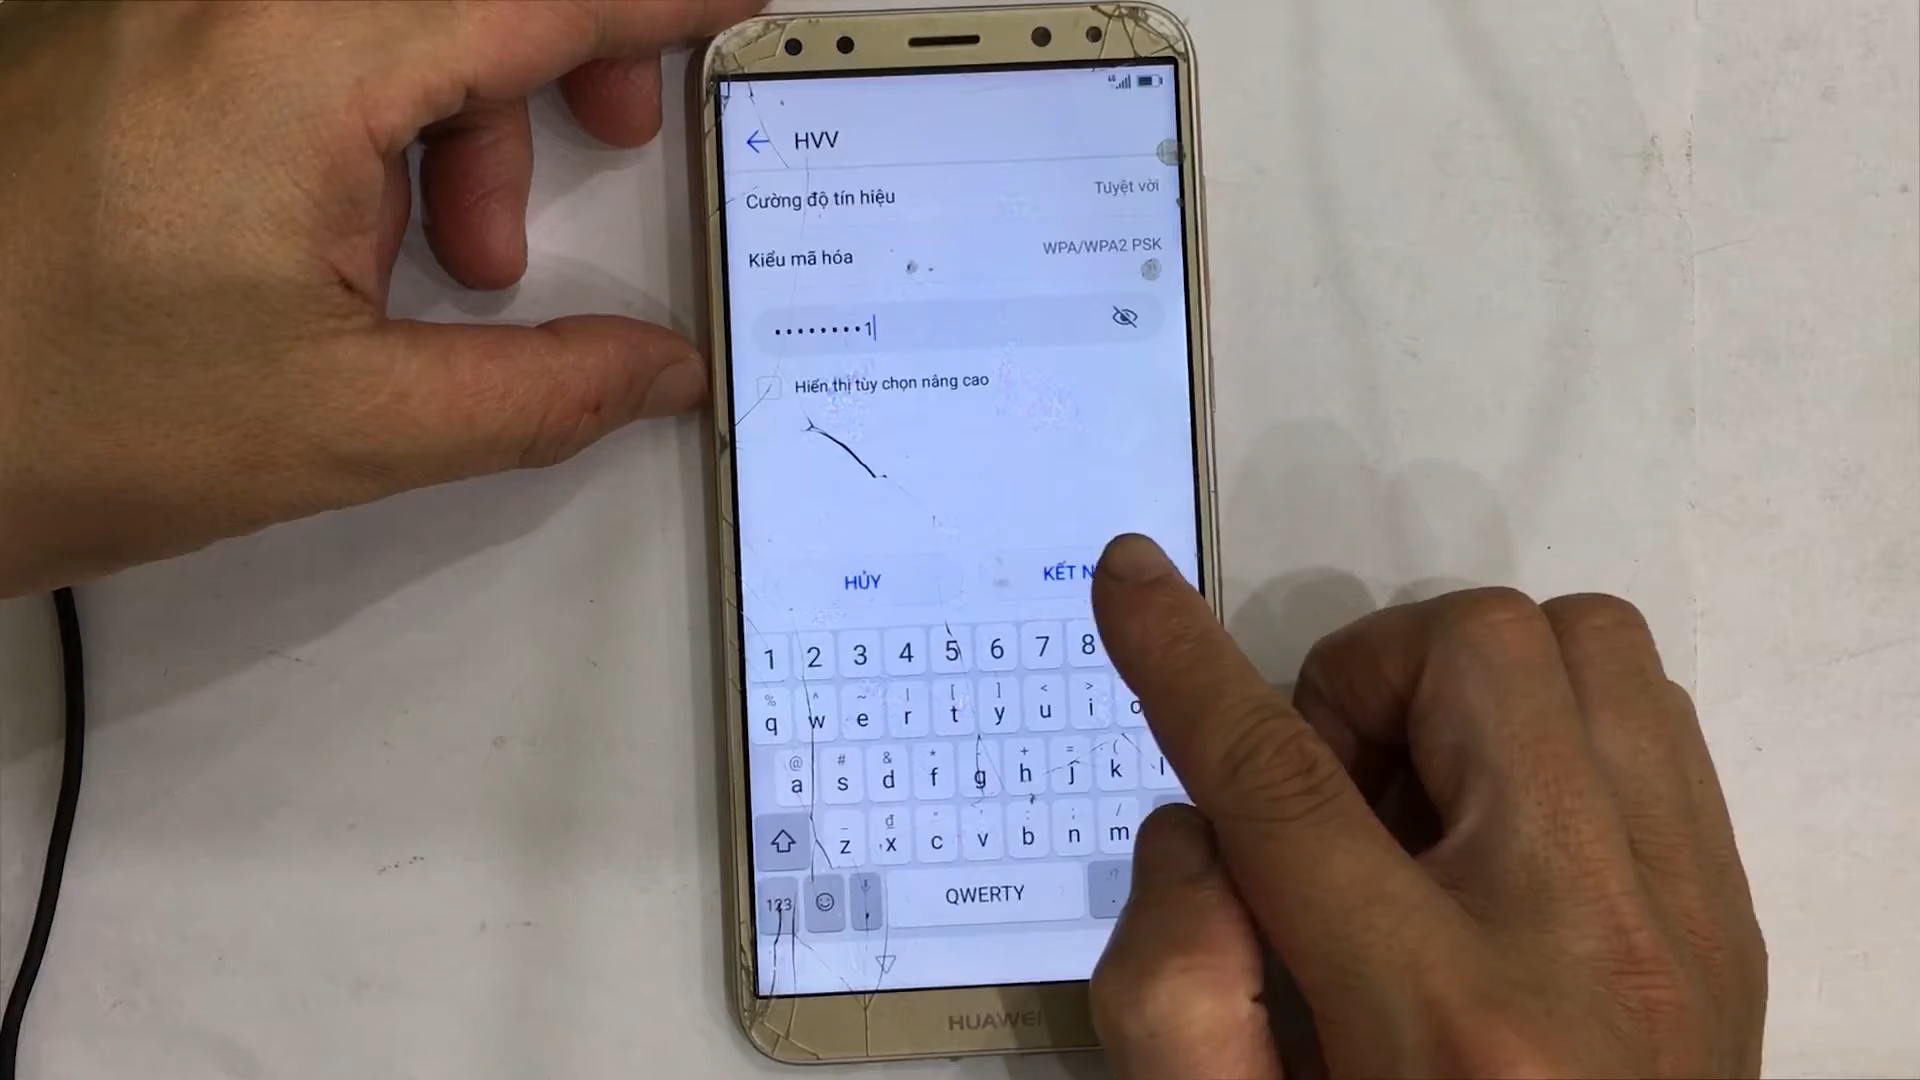 HVV
Cường độ tín hiệu Tuyệt vời
Kiểu mã hóa WPA/WPA2 PSK
••••••••1
Hiển thị tùy chọn nâng cao
HỦY KẾT N
1 2 3 4 5 6 7 8
% ^ ~ | [ ] < >
q w e r t y u i o
@ # & * - + = (
a s d f g h j k l
_ đ " ' : ; /
z x c v b n m
123 , QWERTY !? .
HUAWEI